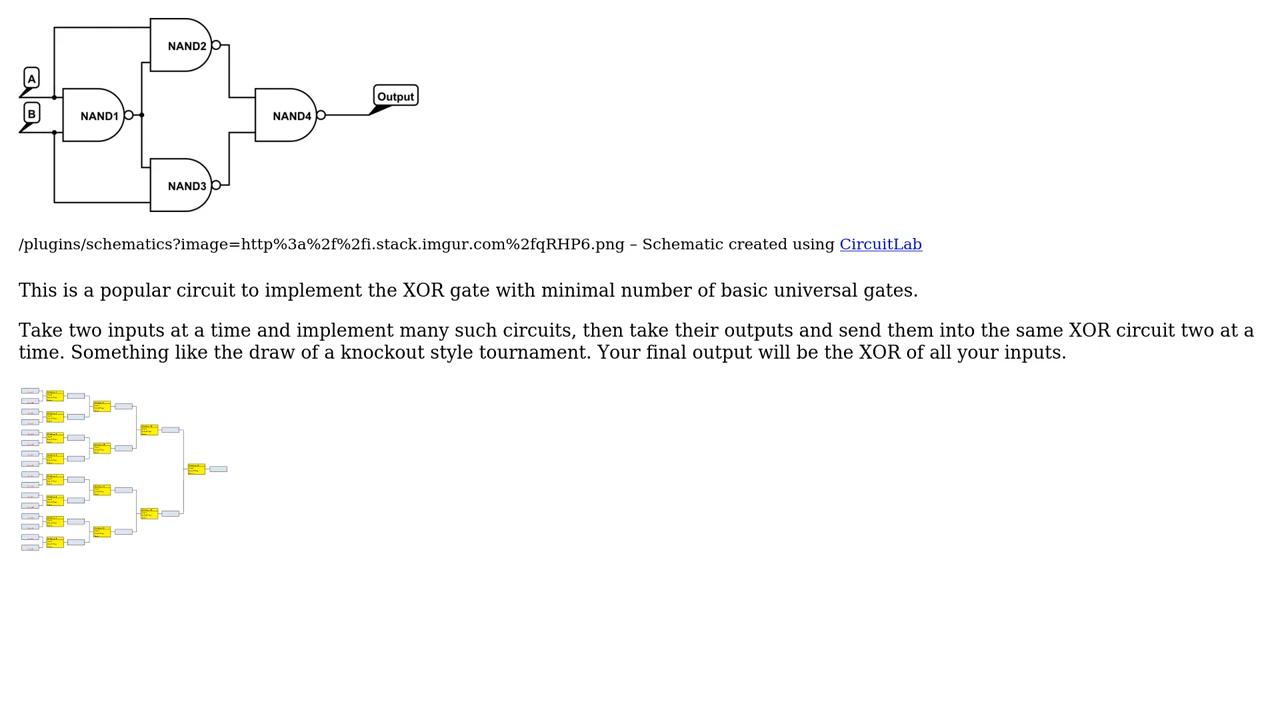 NAND2
A
Output
B
NAND1
NAND4
NAND3
/plugins/schematics?image=http%3a%2f%2fi.stack.imgur.com%2fqRHP6.png – Schematic created using CircuitLab
This is a popular circuit to implement the XOR gate with minimal number of basic universal gates.
Take two inputs at a time and implement many such circuits, then take their outputs and send them into the same XOR circuit two at a
time. Something like the draw of a knockout style tournament. Your final output will be the XOR of all your inputs.